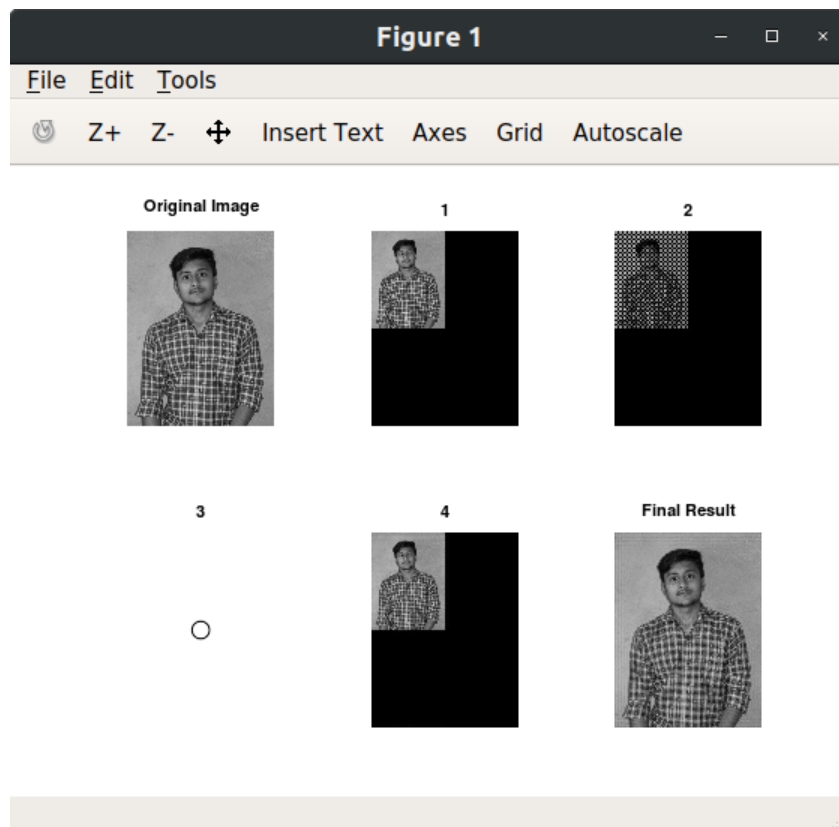 Figure 1
File Edit Tools
Z+ Z- Insert Text Axes Grid Autoscale
Original Image 1 2
3 4 Final Result